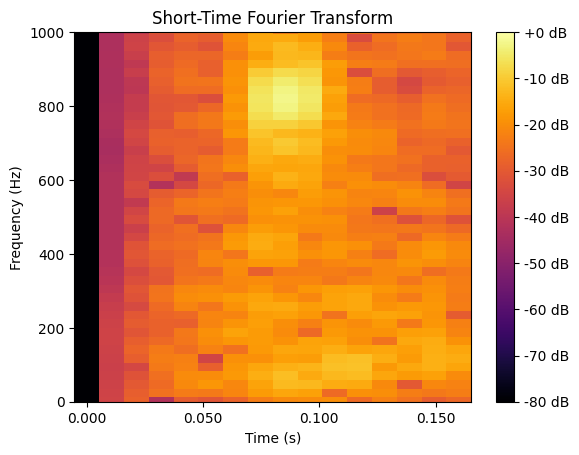 Short-Time Fourier Transform
Frequency (Hz)
1000
800
600
400
200
0
0.000
0.050
0.100
0.150
Time (s)
+0 dB
-10 dB
-20 dB
-30 dB
-40 dB
-50 dB
-60 dB
-70 dB
-80 dB